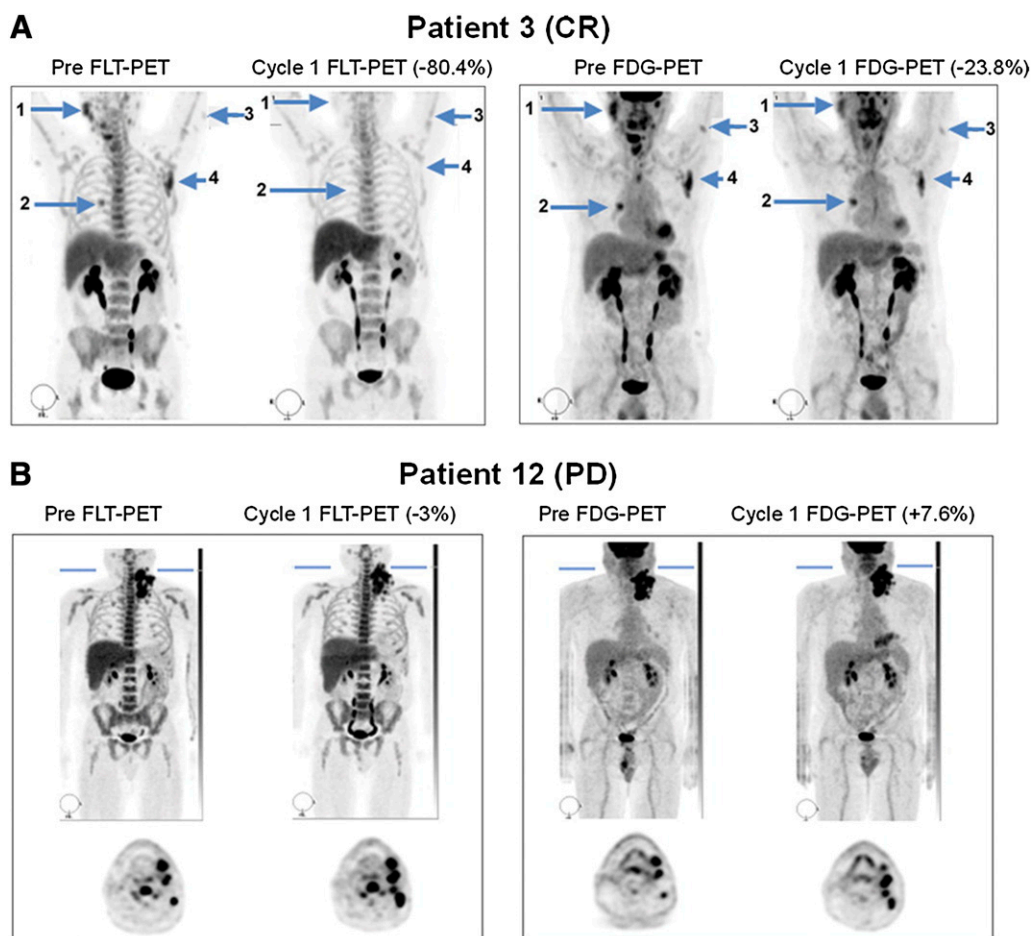 A
Patient 3 (CR)
Pre FLT-PET
Cycle 1 FLT-PET (-80.4%)
Pre FDG-PET
Cycle 1 FDG-PET (-23.8%)
1
3
2
4
1
3
2
4
1
3
2
4
1
3
2
4
B
Patient 12 (PD)
Pre FLT-PET
Cycle 1 FLT-PET (-3%)
Pre FDG-PET
Cycle 1 FDG-PET (+7.6%)